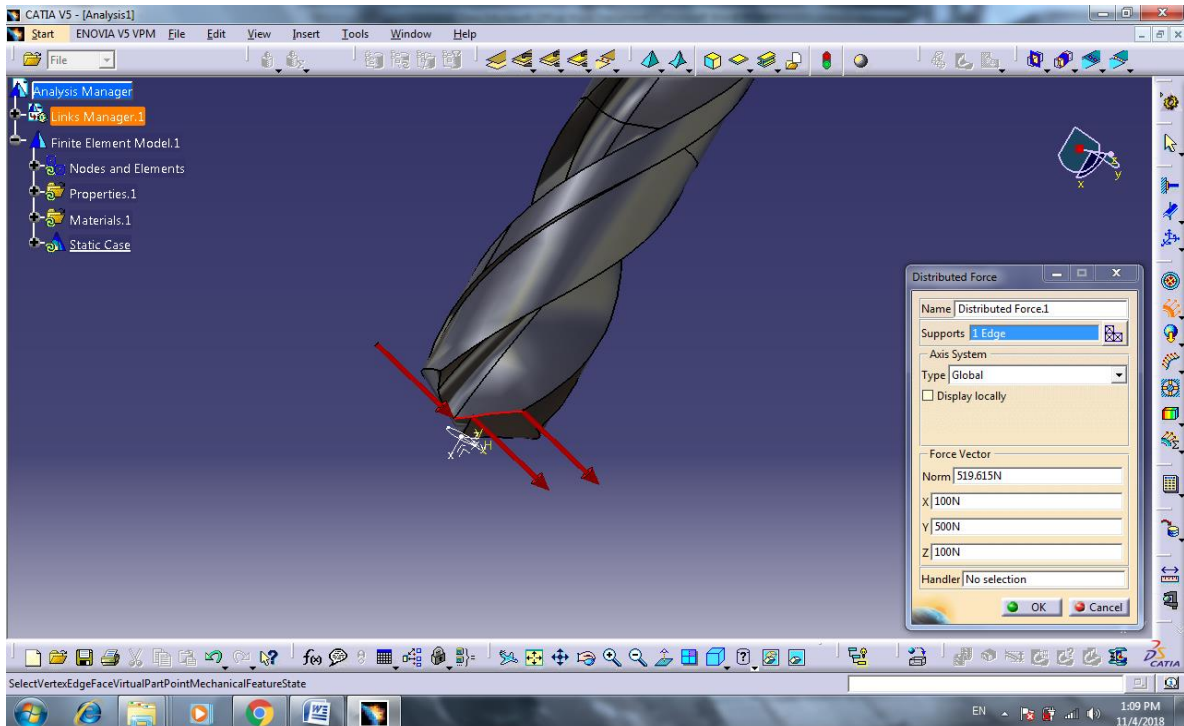 CATIA V5 - [Analysis1]
Start ENOVIA V5 VPM File Edit View Insert Tools Window Help
File
Analysis Manager
Links Manager.1
Finite Element Model.1
Nodes and Elements
Properties.1
Materials.1
Static Case
x y
Distributed Force
Name Distributed Force.1
Supports 1 Edge
Axis System
Type Global
Display locally
Force Vector
Norm 519.615N
X 100N
Y 500N
Z 100N
Handler No selection
OK Cancel
x y H
f(x)
CATIA
SelectVertexEdgeFaceVirtualPartPointMechanicalFeatureState
EN 1:09 PM
11/4/2018